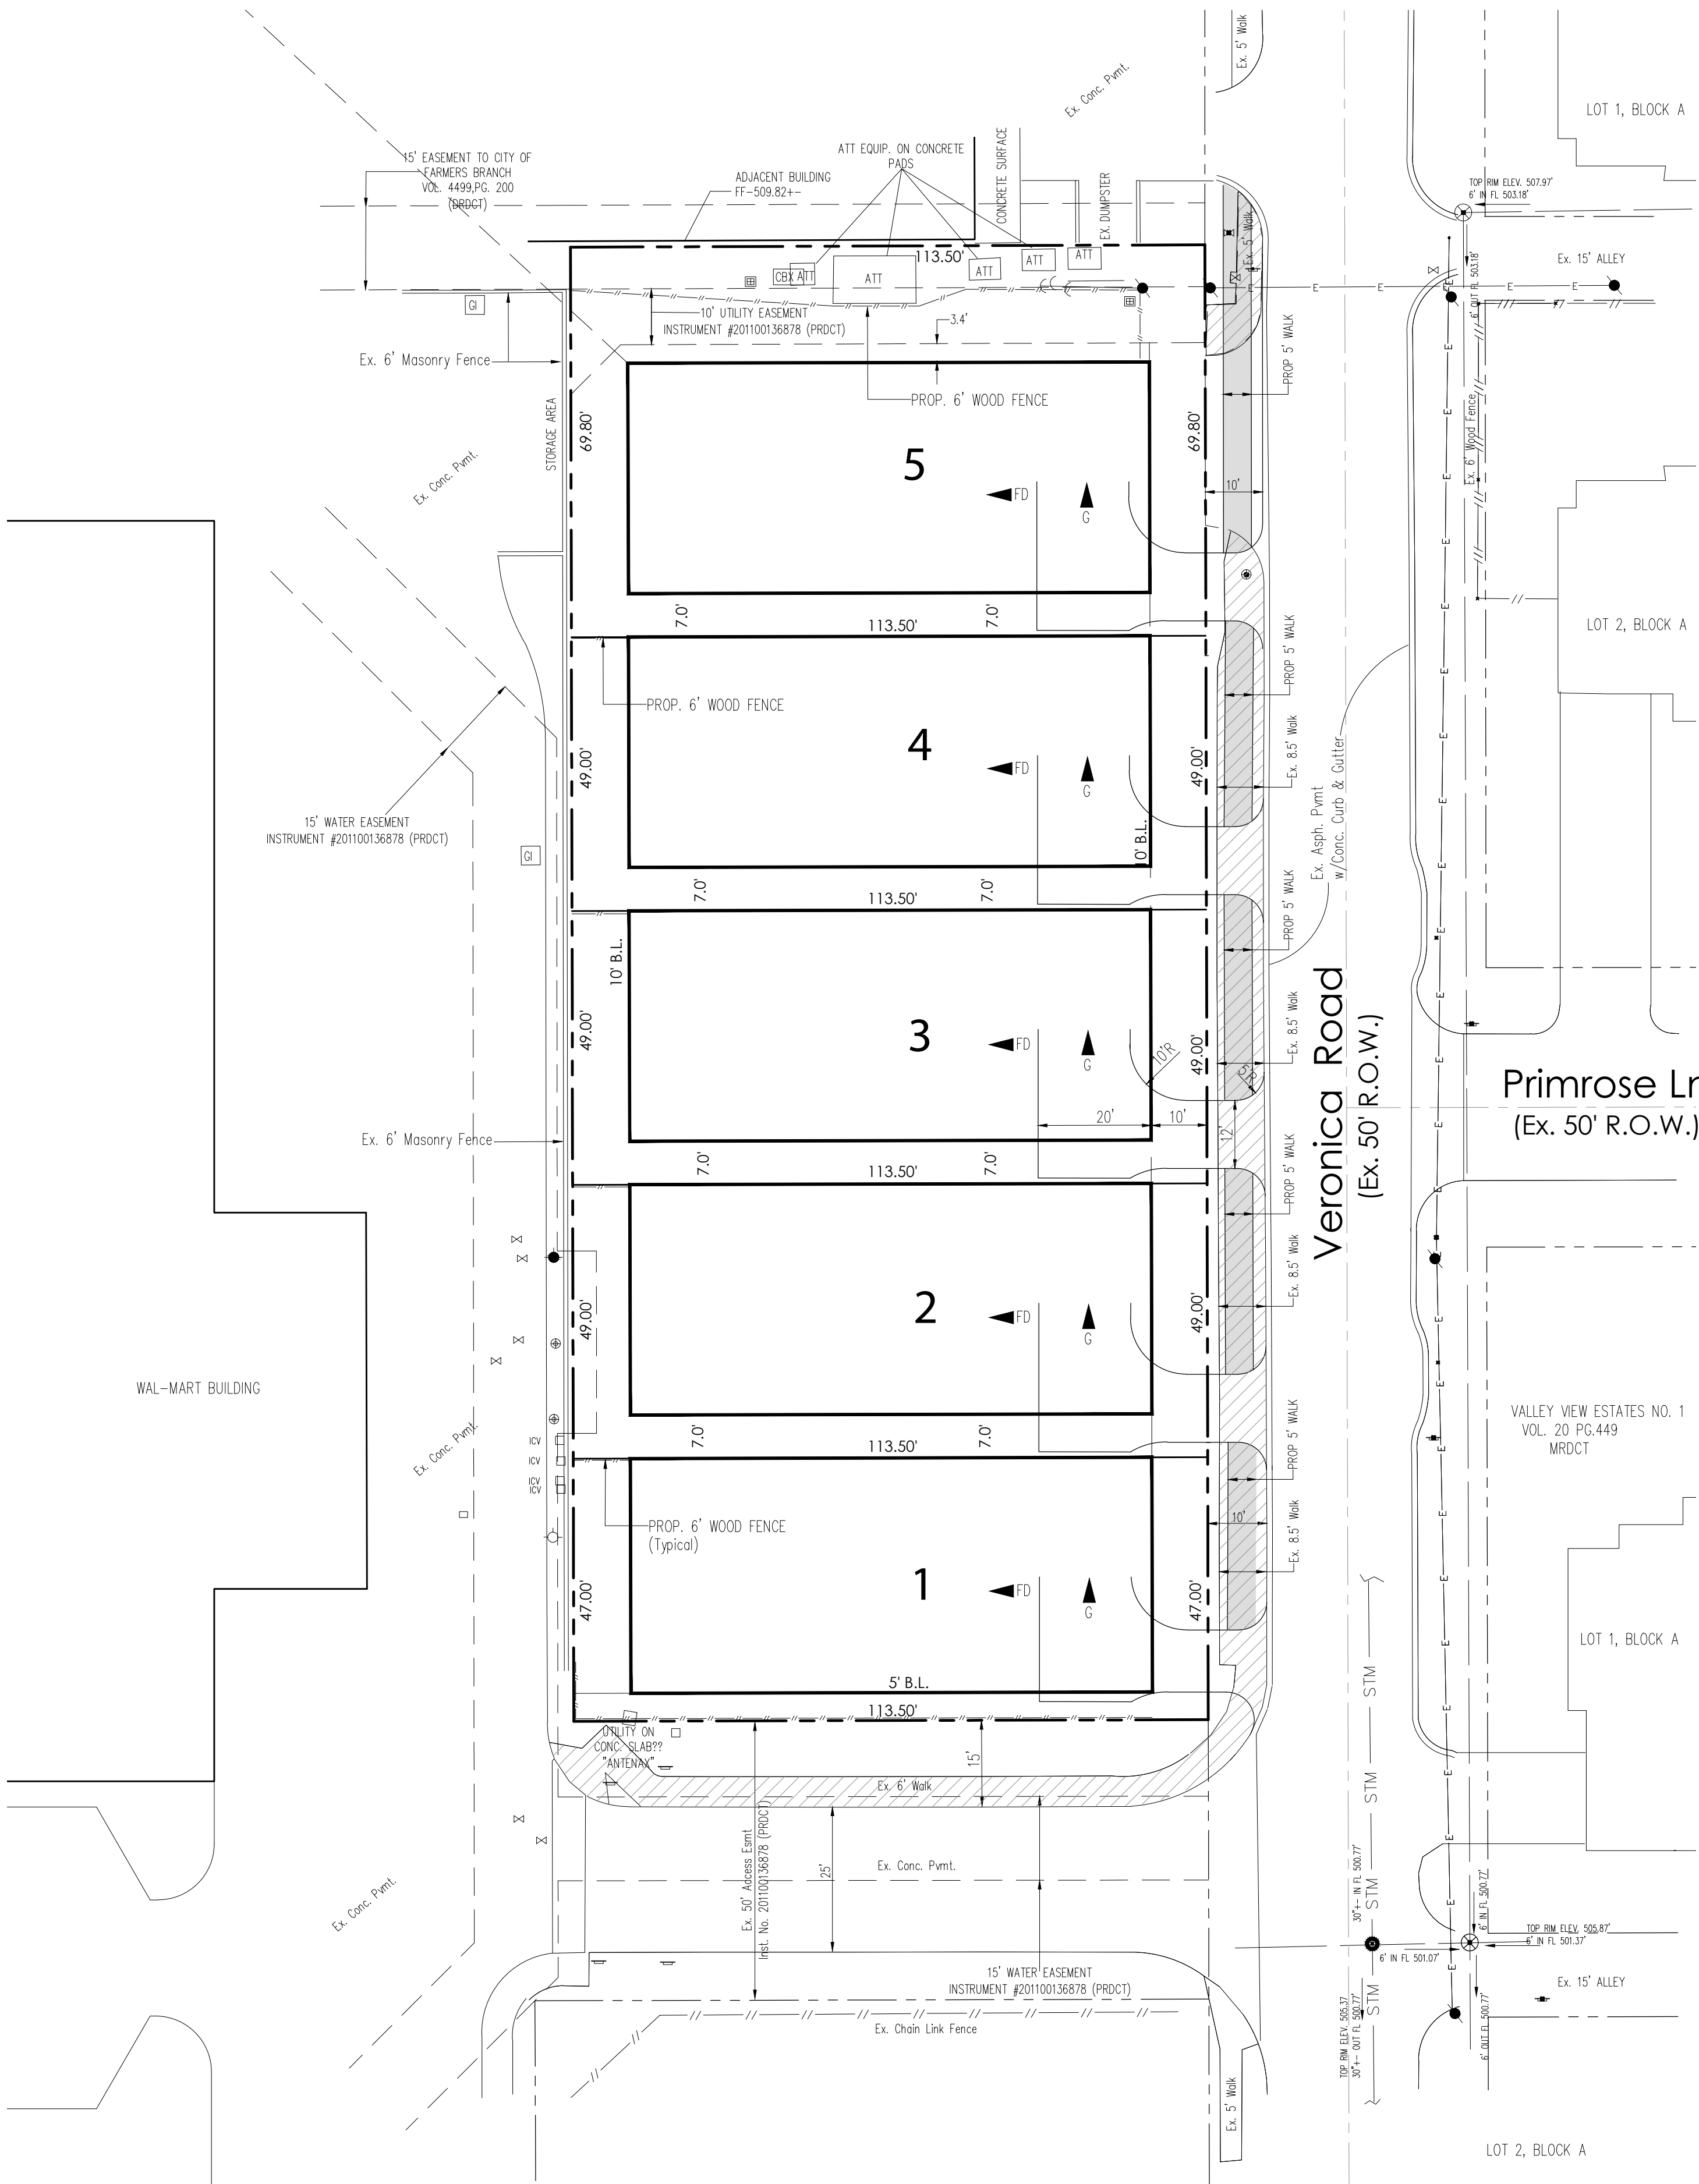 Ex. 5' Walk
Ex. Conc. Pvmt.
LOT 1, BLOCK A
15' EASEMENT TO CITY OF
FARMERS BRANCH
VOL. 4499,PG. 200
(DRDCT)
ATT EQUIP. ON CONCRETE
PADS
ADJACENT BUILDING
FF-509.82+-
CONCRETE SURFACE
EX. DUMPSTER
Ex. 5' Walk
TOP RIM ELEV. 507.97'
6' IN FL 503.18'
6' OUT FL 503.18'
Ex. 15' ALLEY
113.50'
CBX
ATT
ATT
ATT
ATT
ATT
GI
10' UTILITY EASEMENT
INSTRUMENT #201100136878 (PRDCT)
3.4'
E
E
E
E
E
Ex. 6' Masonry Fence
PROP. 6' WOOD FENCE
PROP 5' WALK
STORAGE AREA
69.80'
69.80'
Ex. 6' Wood Fence
Ex. Conc. Pvmt.
5
FD
G
10'
7.0'
7.0'
113.50'
LOT 2, BLOCK A
PROP. 6' WOOD FENCE
PROP 5' WALK
4
FD
G
49.00'
49.00'
Ex. 8.5' Walk
Ex. Asph. Pvmt
w/Conc. Curb & Gutter
15' WATER EASEMENT
INSTRUMENT #201100136878 (PRDCT)
GI
10' B.L.
7.0'
7.0'
113.50'
PROP 5' WALK
10' B.L.
3
FD
G
49.00'
49.00'
Ex. 8.5' Walk
10'R
5'R
20'
10'
12'
Veronica Road
(Ex. 50' R.O.W.)
Primrose Ln
(Ex. 50' R.O.W.)
Ex. 6' Masonry Fence
7.0'
7.0'
113.50'
PROP 5' WALK
2
FD
G
49.00'
49.00'
Ex. 8.5' Walk
WAL-MART BUILDING
VALLEY VIEW ESTATES NO. 1
VOL. 20 PG.449
MRDCT
Ex. Conc. Pvmt.
ICV
ICV
ICV
ICV
7.0'
7.0'
113.50'
PROP 5' WALK
PROP. 6' WOOD FENCE
(Typical)
10'
Ex. 8.5' Walk
1
FD
G
47.00'
47.00'
LOT 1, BLOCK A
5' B.L.
113.50'
UTILITY ON
CONC. SLAB??
"ANTENAX"
15'
Ex. 6' Walk
STM
STM
STM
STM
STM
Ex. 50' Adcess Esmt
Inst. No. 201100136878 (PRDCT)
25'
Ex. Conc. Pvmt.
Ex. Conc. Pvmt.
30"+- IN FL 500.77'
6' IN FL 500.77'
TOP RIM ELEV. 505.87'
6' IN FL 501.37'
6' IN FL 501.07'
15' WATER EASEMENT
INSTRUMENT #201100136878 (PRDCT)
Ex. 15' ALLEY
Ex. Chain Link Fence
TOP RIM ELEV. 505.37
30"+- OUT FL 500.77'
6' OUT FL 500.77'
Ex. 5' Walk
LOT 2, BLOCK A